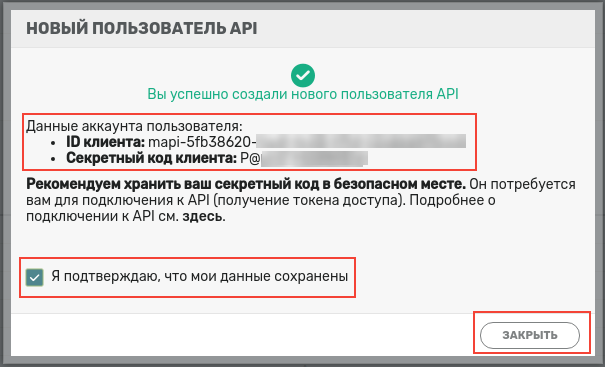 НОВЫЙ ПОЛЬЗОВАТЕЛЬ API
Вы успешно создали нового пользователя API
Данные аккаунта пользователя:
• ID клиента: mapi-5fb38620-
• Секретный код клиента: P@
Рекомендуем хранить ваш секретный код в безопасном месте. Он потребуется
вам для подключения к API (получение токена доступа). Подробнее о
подключении к API см. здесь.
Я подтверждаю, что мои данные сохранены
ЗАКРЫТЬ